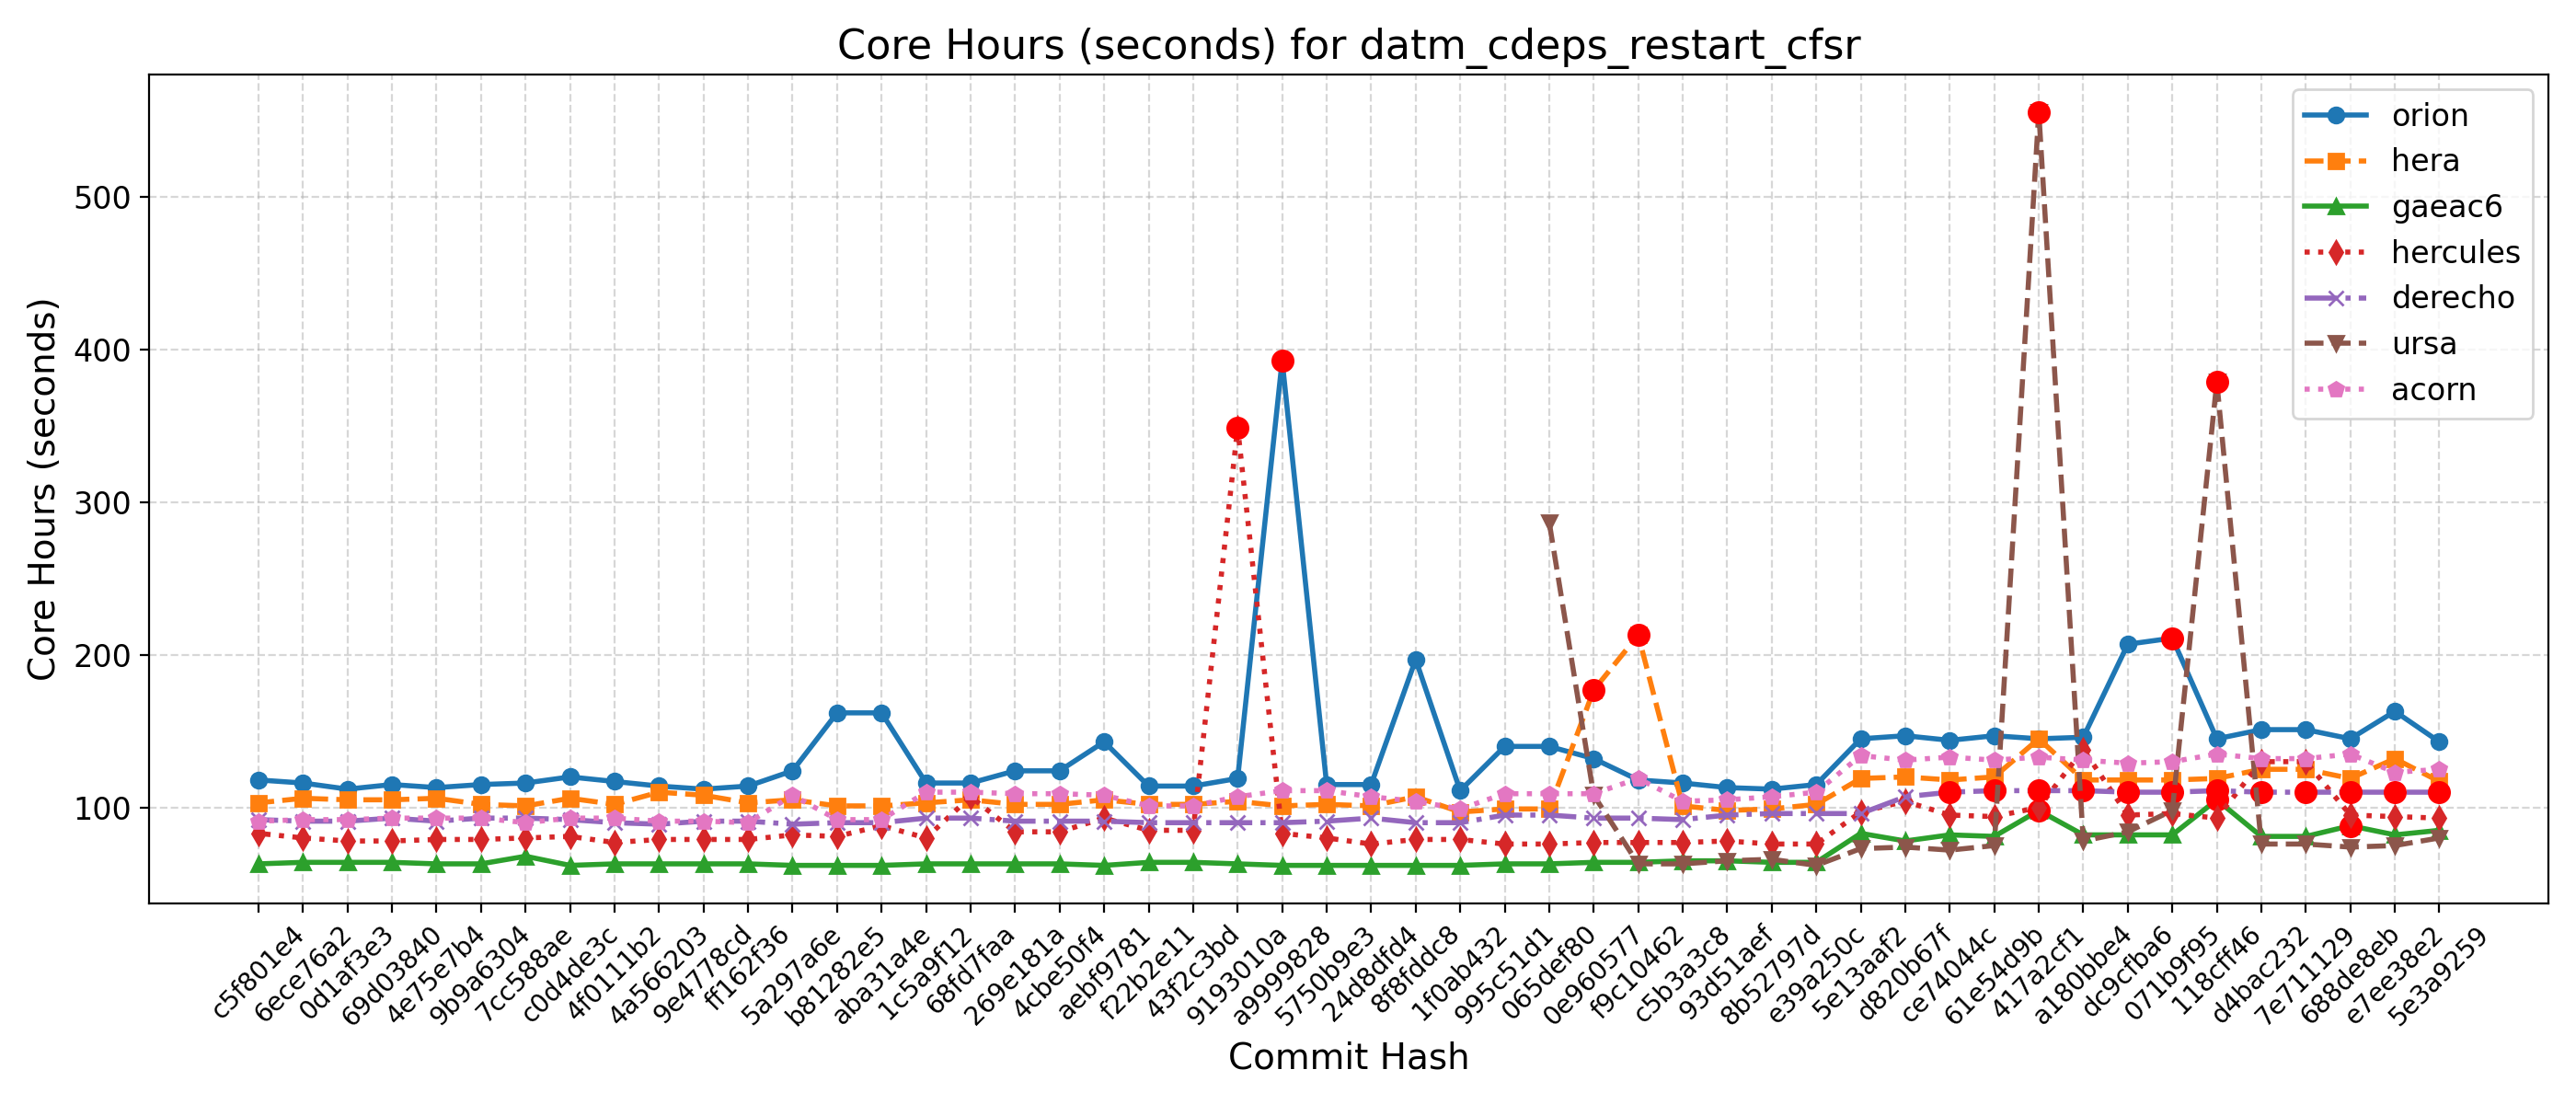 Core Hours (seconds) for datm_cdeps_restart_cfsr
Core Hours (seconds)
500
400
300
200
100
orion
hera
gaeac6
hercules
derecho
ursa
acorn
c5f801e4
6ece76a2
0d1af3e3
69d03840
4e75e7b4
9b9a6304
7cc588ae
c0d4de3c
4f0111b2
4a566203
9e4778cd
ff162f36
5a297a6e
b81282e5
aba31a4e
1c5a9f12
68fd7faa
269e181a
4cbe50f4
aebf9781
f22b2e11
43f2c3bd
9193010a
a9999828
5750b9e3
24d8dfd4
8f8fddc8
1f0ab432
995c51d1
065def80
0e960577
f9c10462
c5b3a3c8
93d51aef
8b52797d
e39a250c
5e13aaf2
d820b67f
ce74044c
61e54d9b
417a2cf1
a180bbe4
dc9cfba6
071b9f95
118cff46
d4bac232
7e711129
688de8eb
e7ee38e2
5e3a9259
Commit Hash